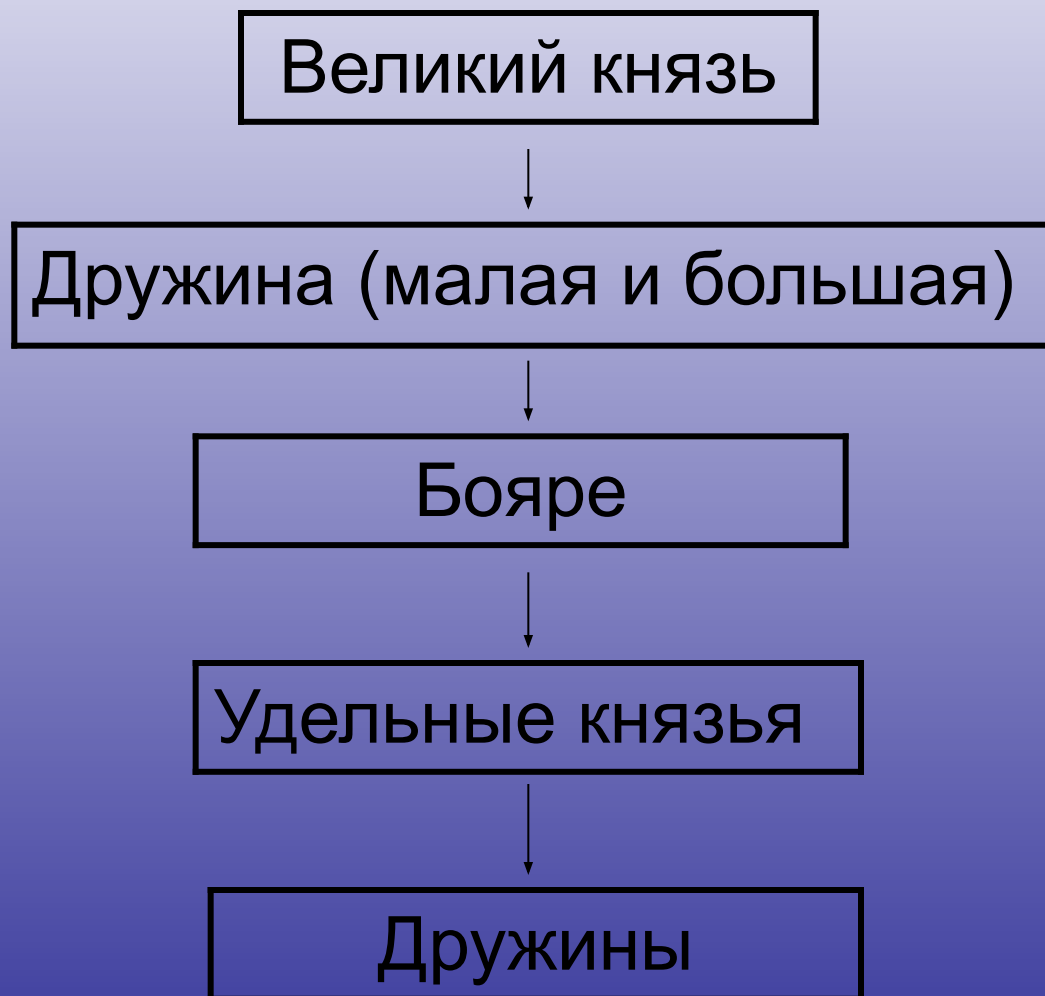 Великий князь
Дружина (малая и большая)
Бояре
Удельные князья
Дружины